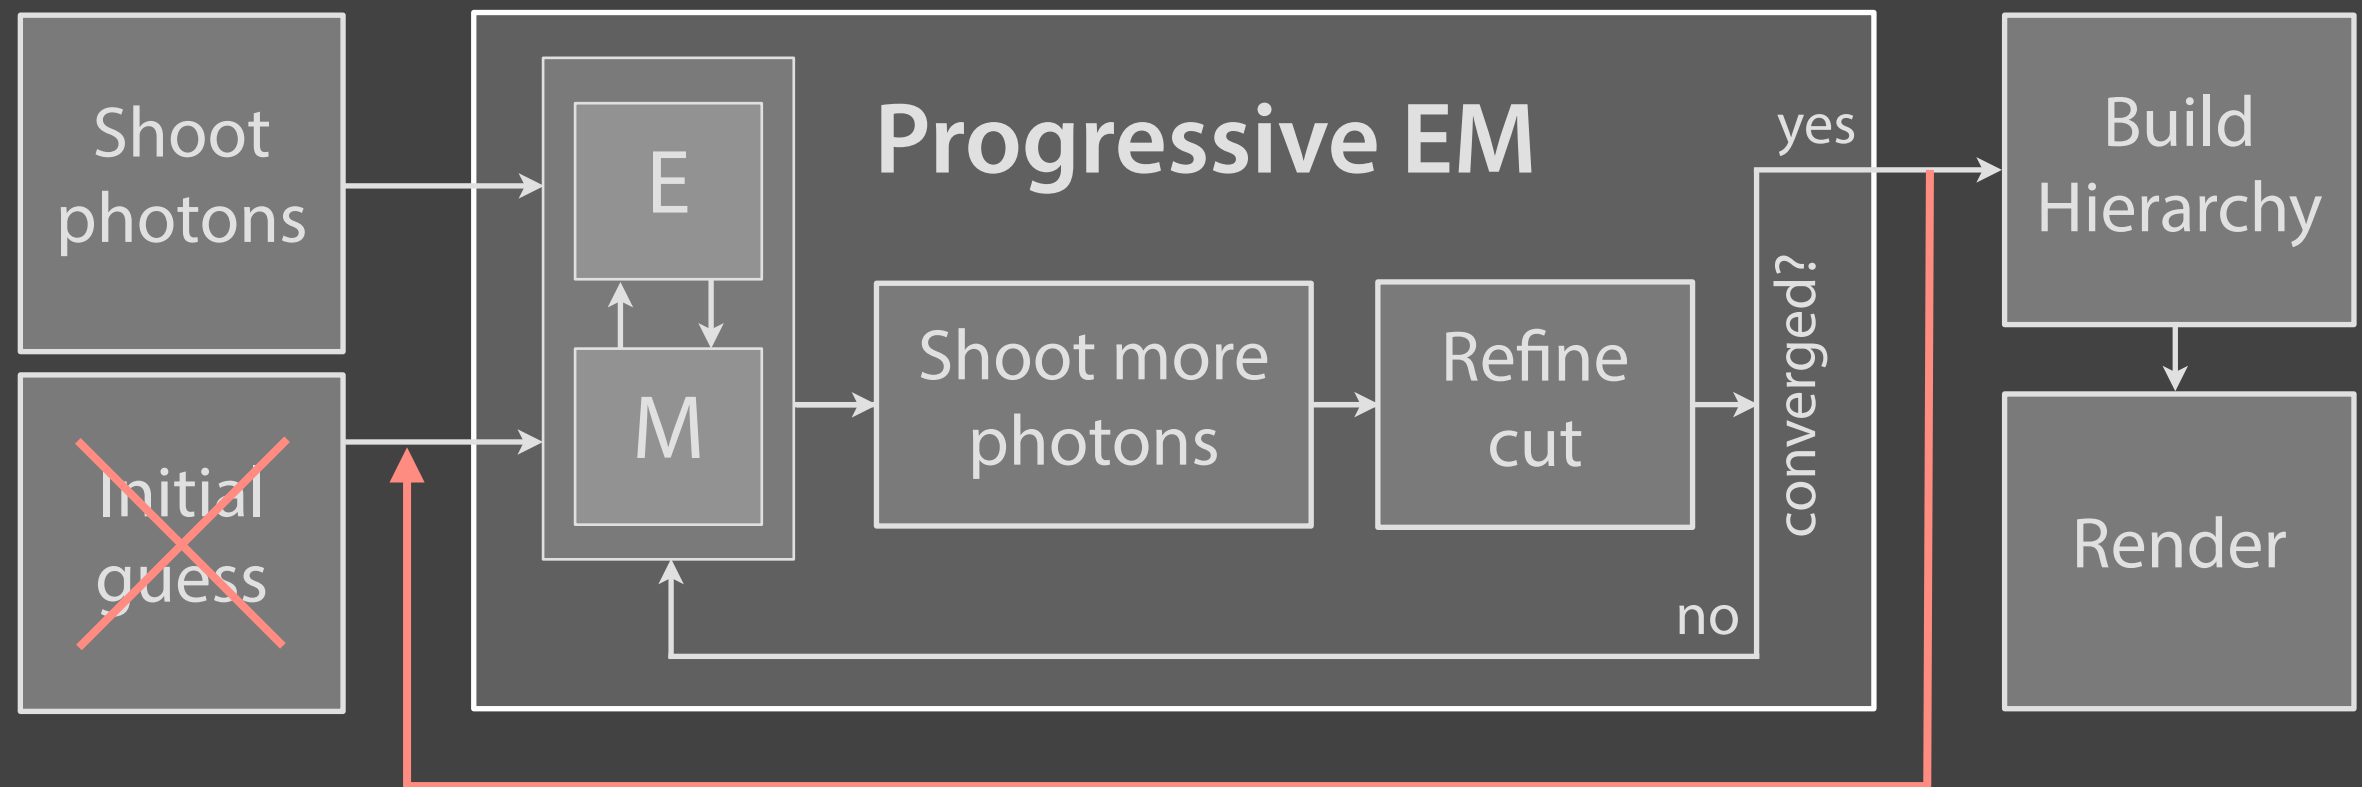 Shoot
photons
Initial
guess
Progressive EM
E
M
Shoot more
photons
Refine
cut
converged?
yes
no
Build
Hierarchy
Render